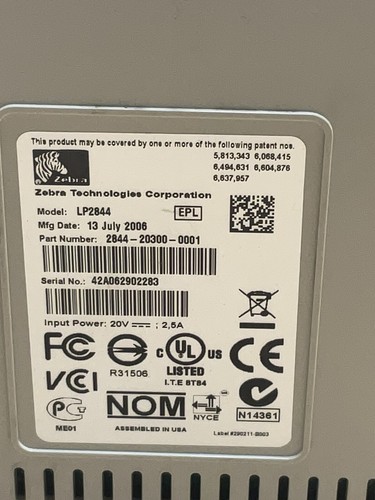 This product may be covered by one or more of the following patent nos.
5,813,343 6,068,415
6,494,631 6,604,876
6,637,957
Zebra
Zebra Technologies Corporation
Model: LP2844 EPL
Mfg Date: 13 July 2006
Part Number: 2844-20300-0001
Serial No.: 42A062902283
Input Power: 20V ; 2,5A
FC c UL US CE
R31506 LISTED
I.T.E 6T84
VCCI
N14361
PC NOM NYCE
ME01 ASSEMBLED IN USA
Label #290211-B003